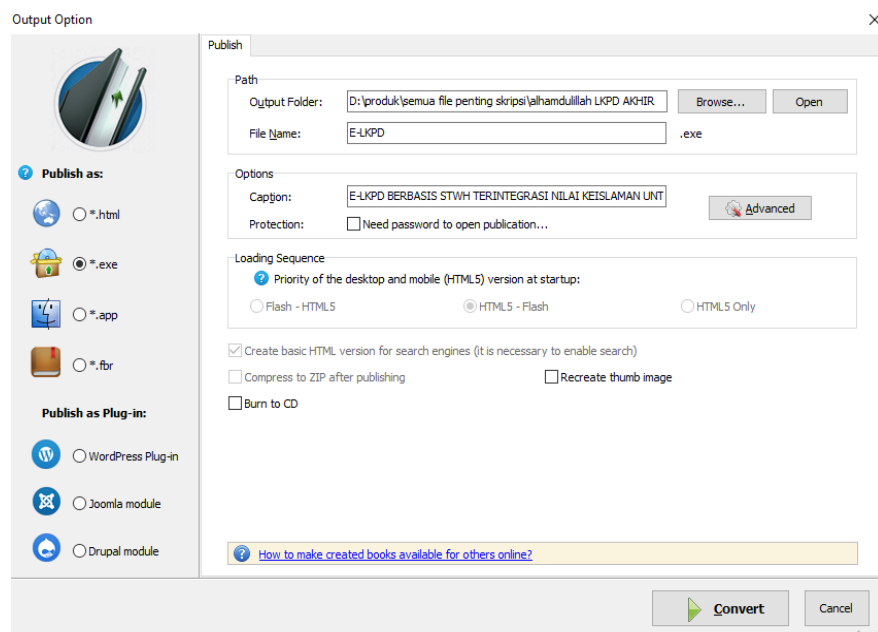 Output Option
Publish
Publish as:
*.html
*.exe
*.app
*.fbr
Publish as Plug-in:
WordPress Plug-in
Joomla module
Drupal module
Path
Output Folder: D:\produk\semua file penting skripsi\alhamdulillah LKPD AKHIR Browse... Open
File Name: E-LKPD .exe
Options
Caption: E-LKPD BERBASIS STWH TERINTEGRASI NILAI KEISLAMAN UNT Advanced
Protection: Need password to open publication...
Loading Sequence
Priority of the desktop and mobile (HTML5) version at startup:
Flash - HTML5 HTML5 - Flash HTML5 Only
Create basic HTML version for search engines (it is necessary to enable search)
Compress to ZIP after publishing Recreate thumb image
Burn to CD
How to make created books available for others online?
Convert Cancel